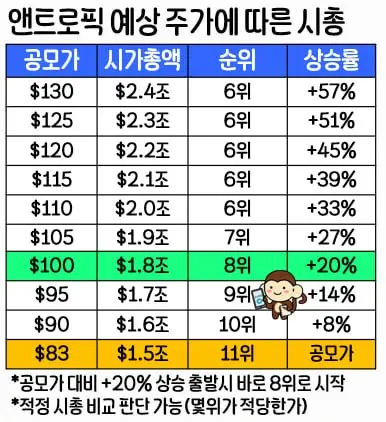 앤트로픽 예상 주가에 따른 시총
공모가 시가총액 순위 상승률
$130 $2.4조 6위 +57%
$125 $2.3조 6위 +51%
$120 $2.2조 6위 +45%
$115 $2.1조 6위 +39%
$110 $2.0조 6위 +33%
$105 $1.9조 7위 +27%
$100 $1.8조 8위 +20%
$95 $1.7조 9위 +14%
$90 $1.6조 10위 +8%
$83 $1.5조 11위 공모가
*공모가 대비 +20% 상승 출발시 바로 8위로 시작
*적정 시총 비교 판단 가능(몇위가 적당한가)